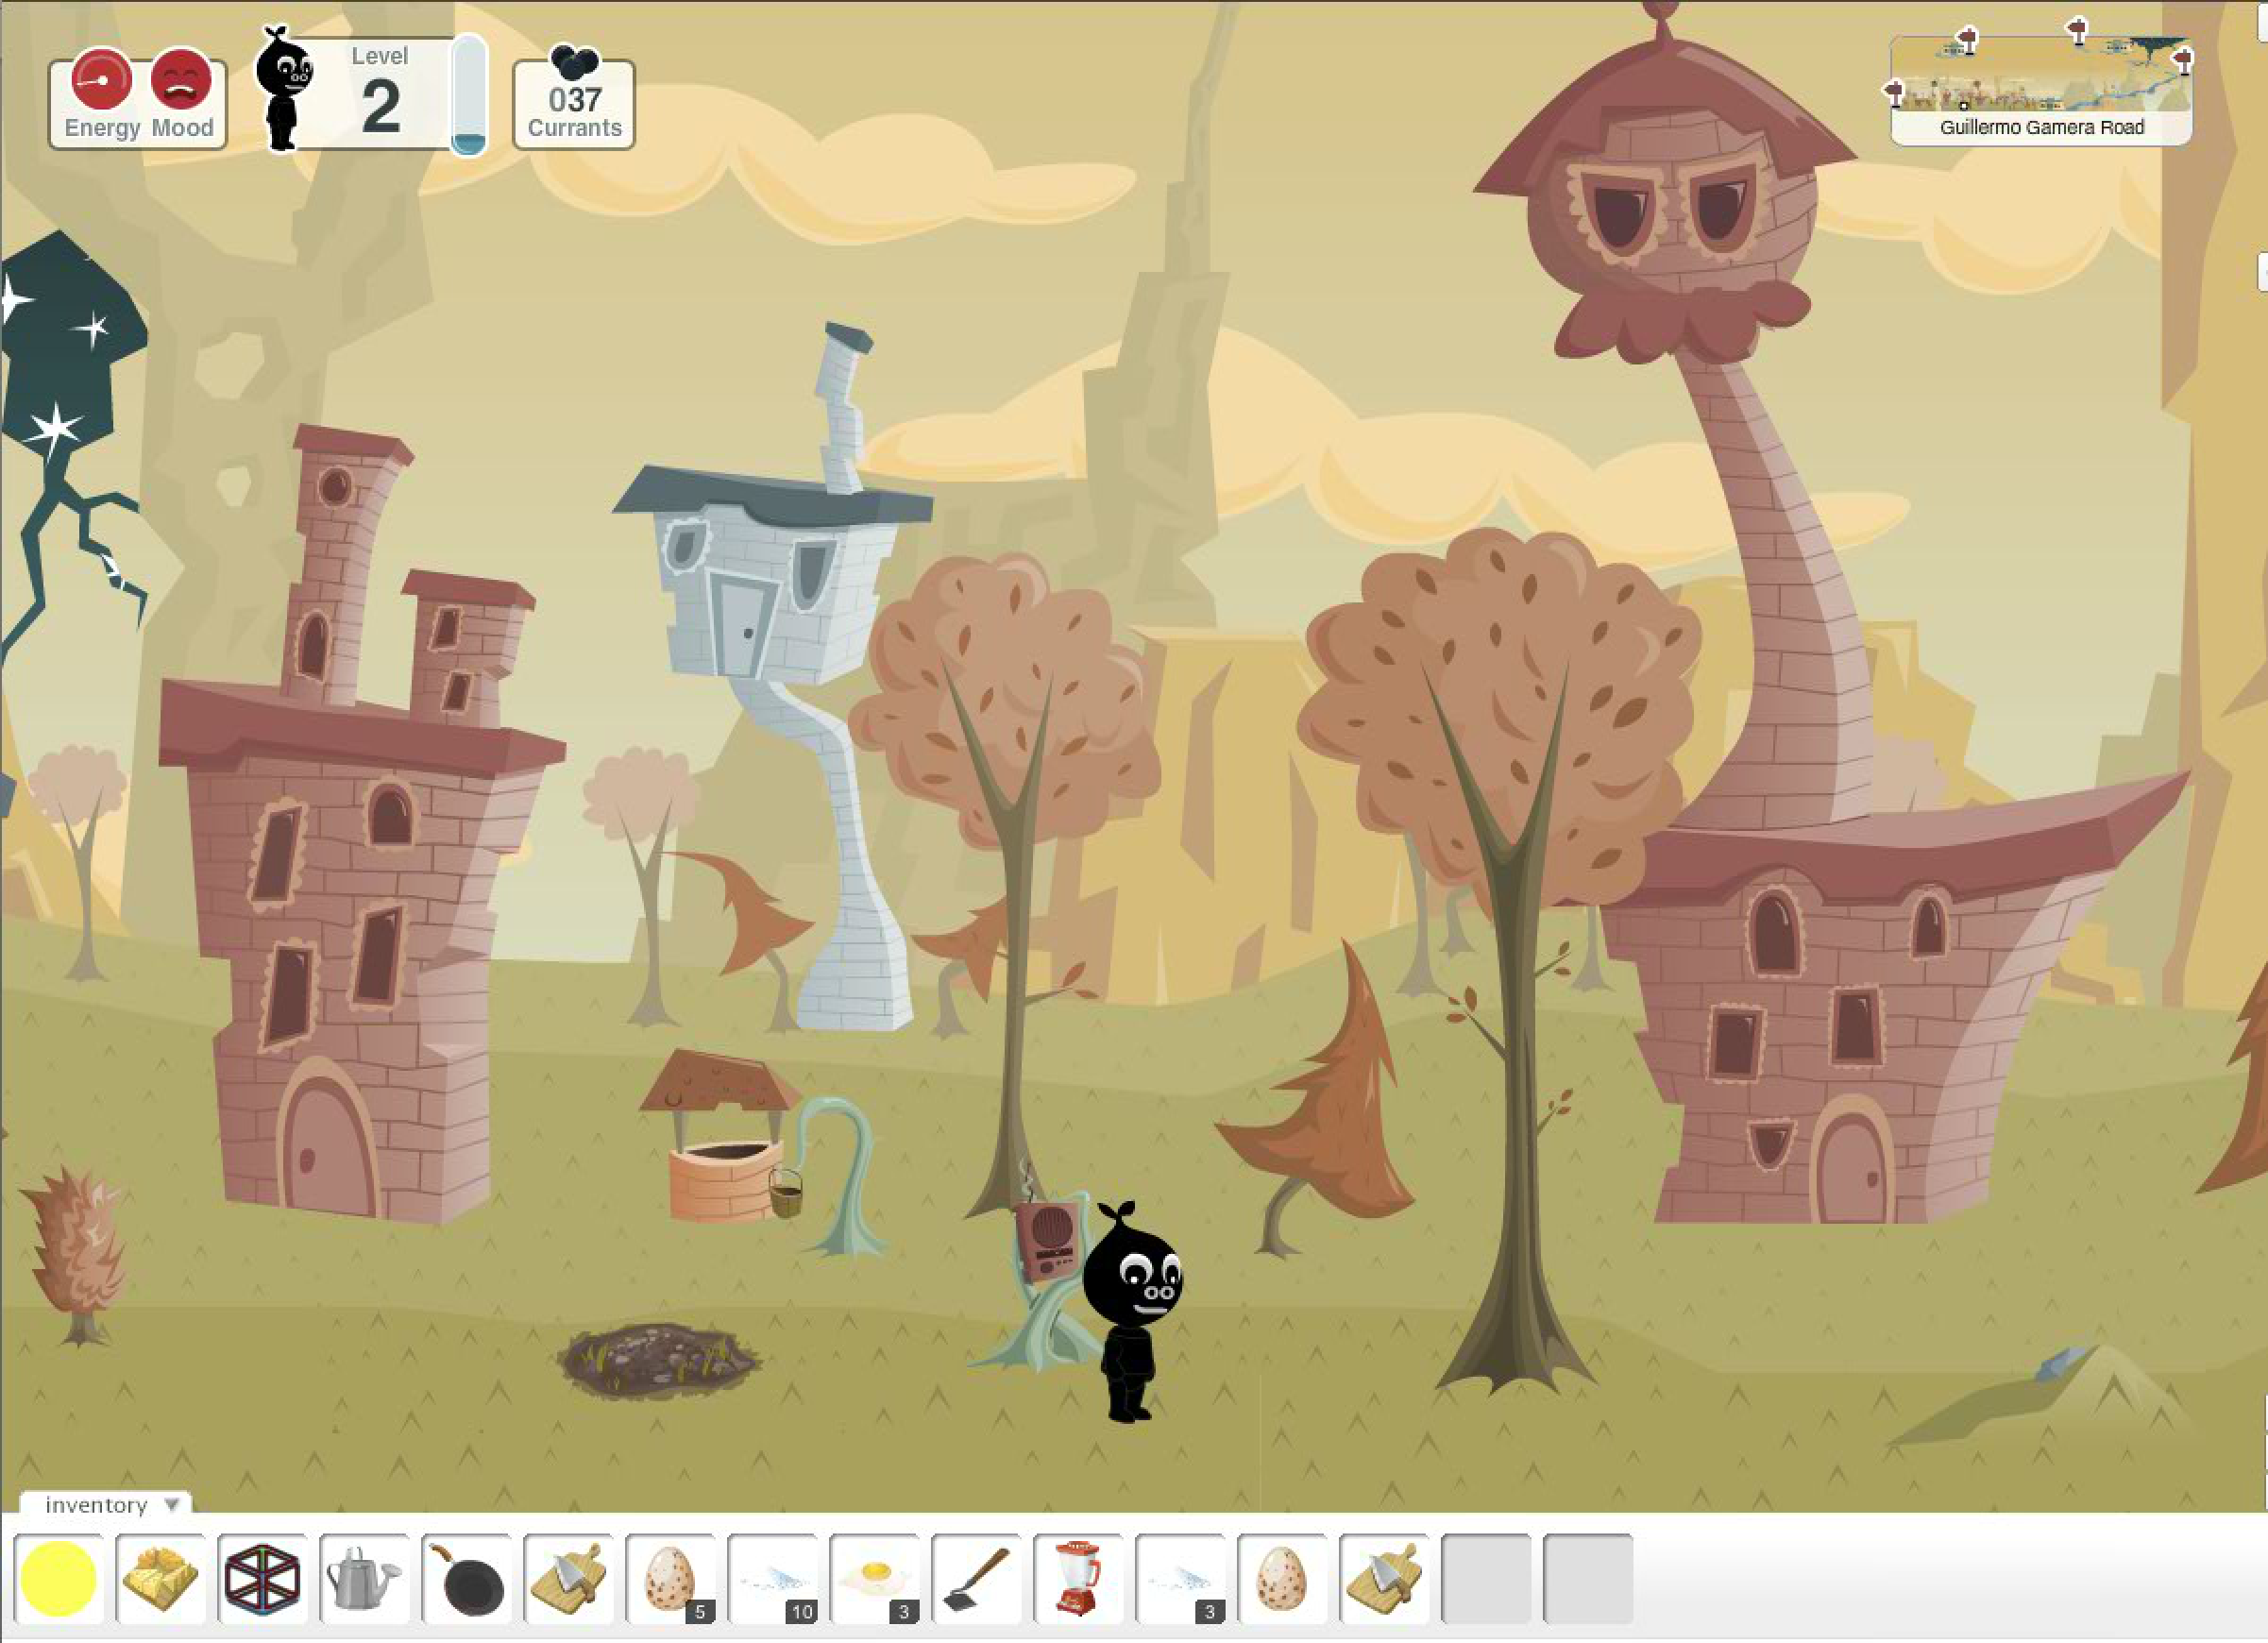 Energy Mood
Level
2
037
Currants
Guillermo Gamera Road
inventory
5
10
3
3